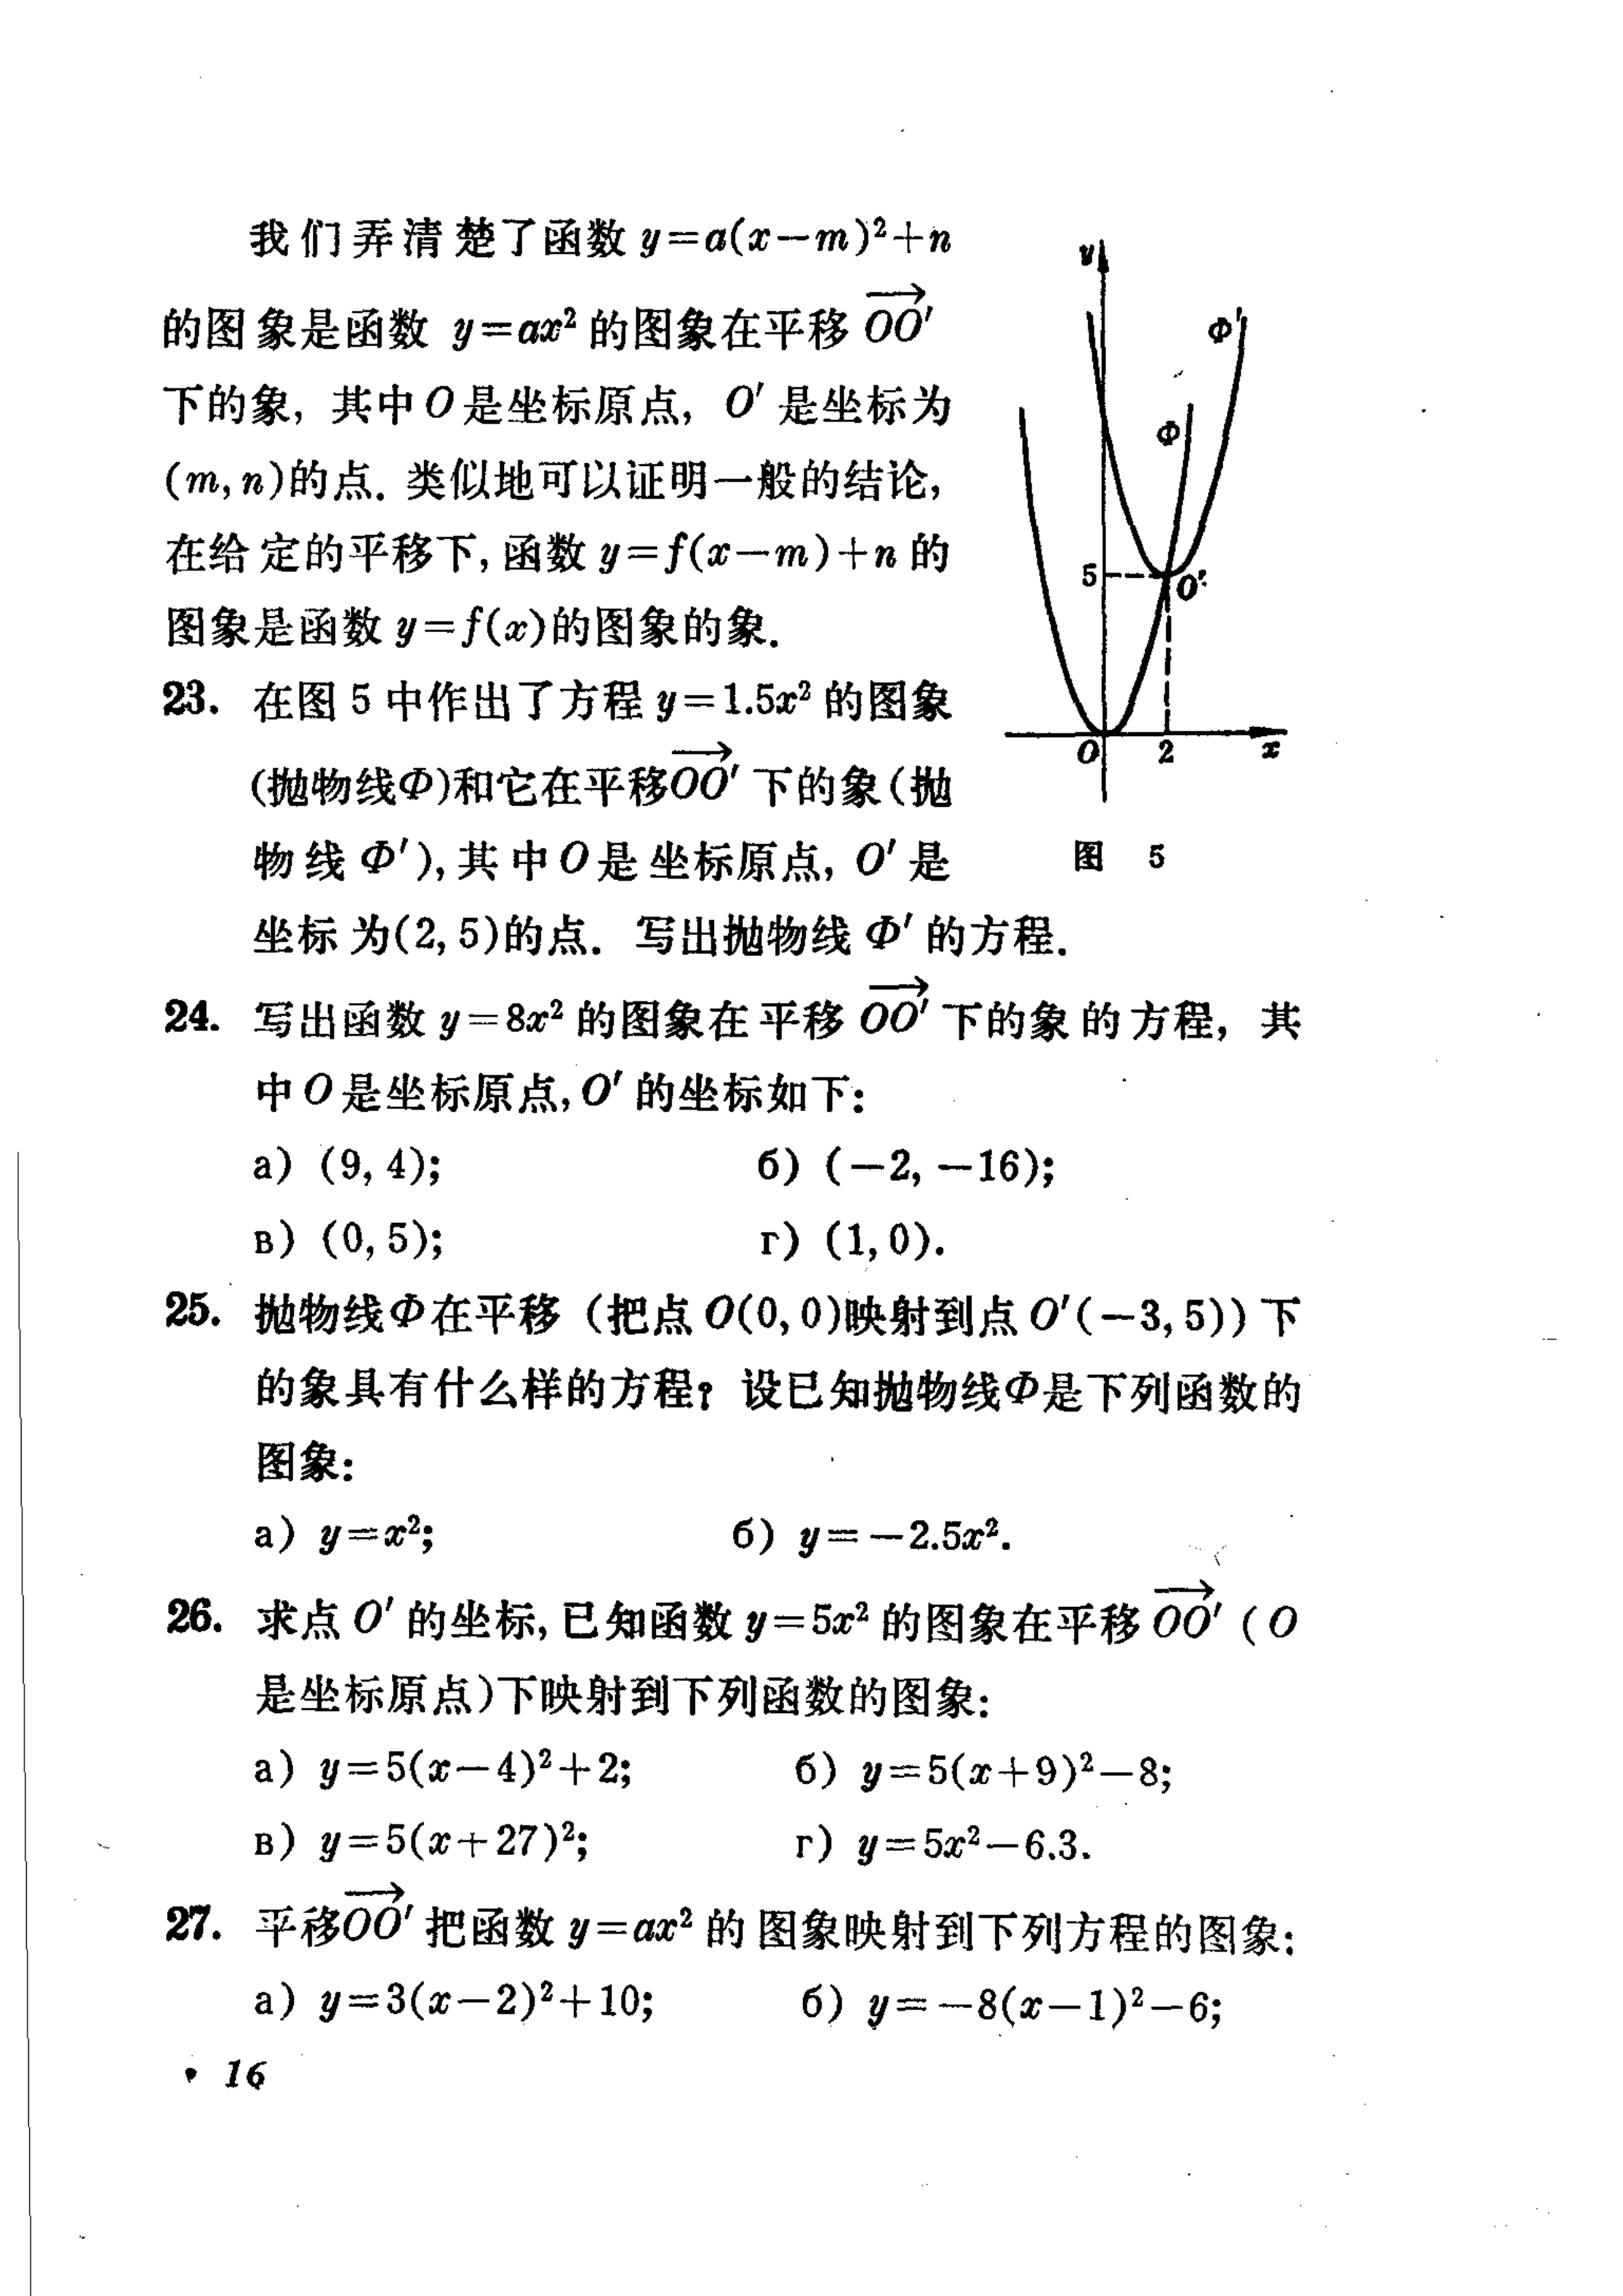 我们弄清楚了函数 y=a(x-m)²+n
的图象是函数 y=ax² 的图象在平移 \overrightarrow{OO'}
下的象, 其中 O 是坐标原点, O' 是坐标为
(m, n)的点. 类似地可以证明一般的结论,
在给定的平移下, 函数 y=f(x-m)+n 的
图象是函数 y=f(x)的图象的象.
y
Φ'
Φ
5
O'
O
2
x
图 5
23. 在图 5 中作出了方程 y=1.5x² 的图象
(抛物线Φ)和它在平移\overrightarrow{OO'} 下的象(抛
物线 Φ'), 其中 O 是坐标原点, O' 是
坐标为(2, 5)的点. 写出抛物线 Φ' 的方程.
24. 写出函数 y=8x² 的图象在平移 \overrightarrow{OO'} 下的象的方程, 其
中 O 是坐标原点, O' 的坐标如下:
а) (9, 4); б) (-2, -16);
в) (0, 5); г) (1, 0).
25. 抛物线Φ在平移 (把点 O(0, 0)映射到点 O'(-3, 5)) 下
的象具有什么样的方程? 设已知抛物线Φ是下列函数的
图象:
а) y=x²; б) y=-2.5x².
26. 求点 O' 的坐标, 已知函数 y=5x² 的图象在平移 \overrightarrow{OO'} (O
是坐标原点)下映射到下列函数的图象:
а) y=5(x-4)²+2; б) y=5(x+9)²-8;
в) y=5(x+27)²; г) y=5x²-6.3.
27. 平移\overrightarrow{OO'} 把函数 y=ax² 的图象映射到下列方程的图象:
а) y=3(x-2)²+10; б) y=-8(x-1)²-6;
• 16